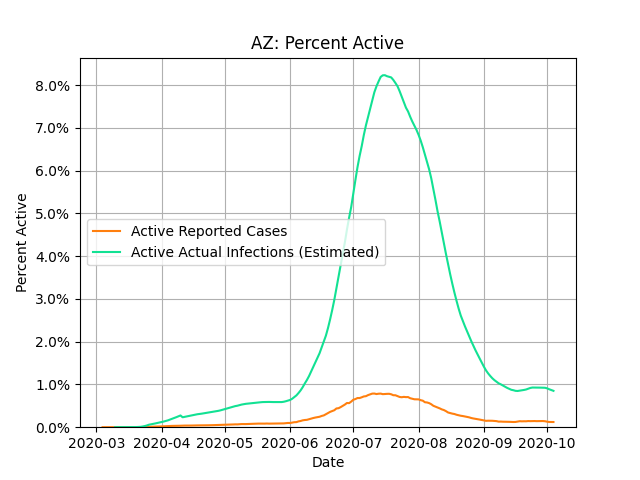 AZ: Percent Active
8.0%
7.0%
6.0%
5.0%
4.0%
3.0%
2.0%
1.0%
0.0%
Percent Active
Active Reported Cases
Active Actual Infections (Estimated)
2020-03 2020-04 2020-05 2020-06 2020-07 2020-08 2020-09 2020-10
Date